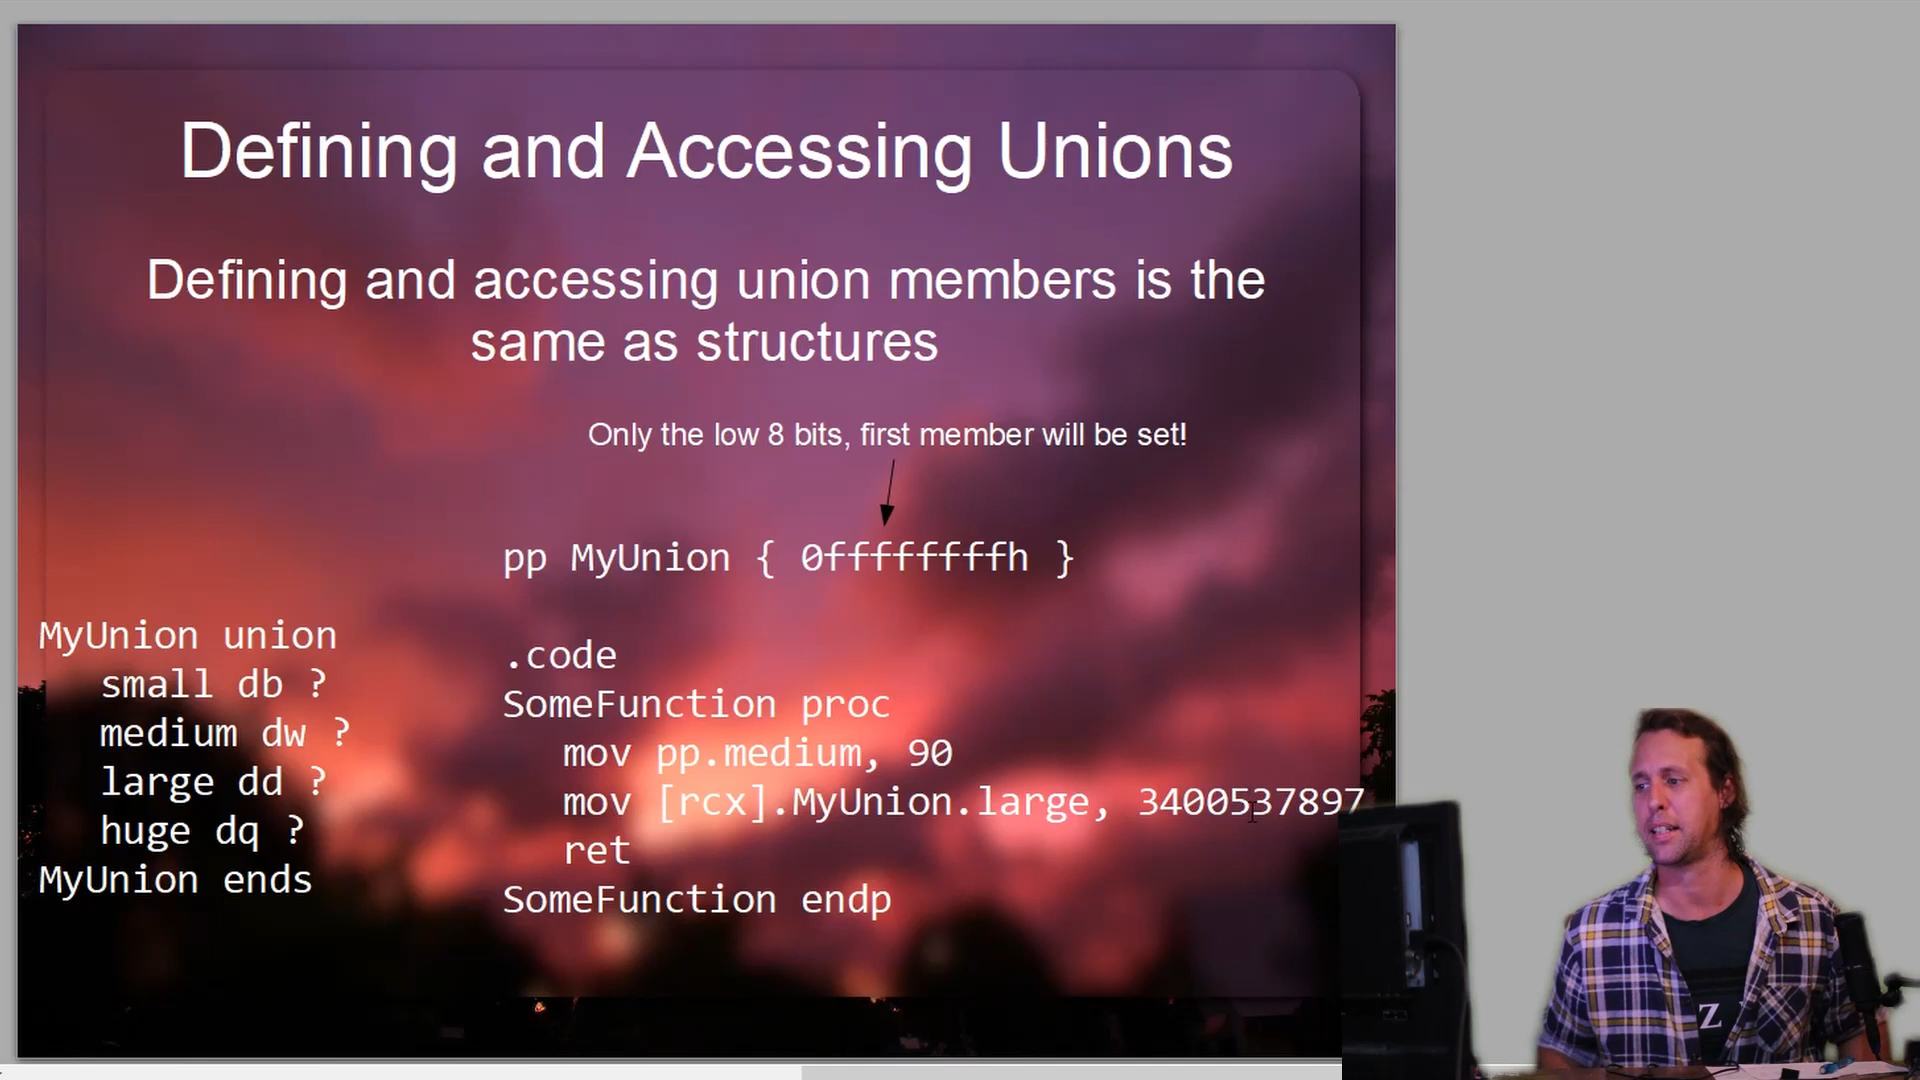 Defining and Accessing Unions
Defining and accessing union members is the
same as structures
Only the low 8 bits, first member will be set!
pp MyUnion { 0ffffffffh }
MyUnion union
small db ?
medium dw ?
large dd ?
huge dq ?
MyUnion ends
.code
SomeFunction proc
mov pp.medium, 90
mov [rcx].MyUnion.large, 3400537897
ret
SomeFunction endp
Z